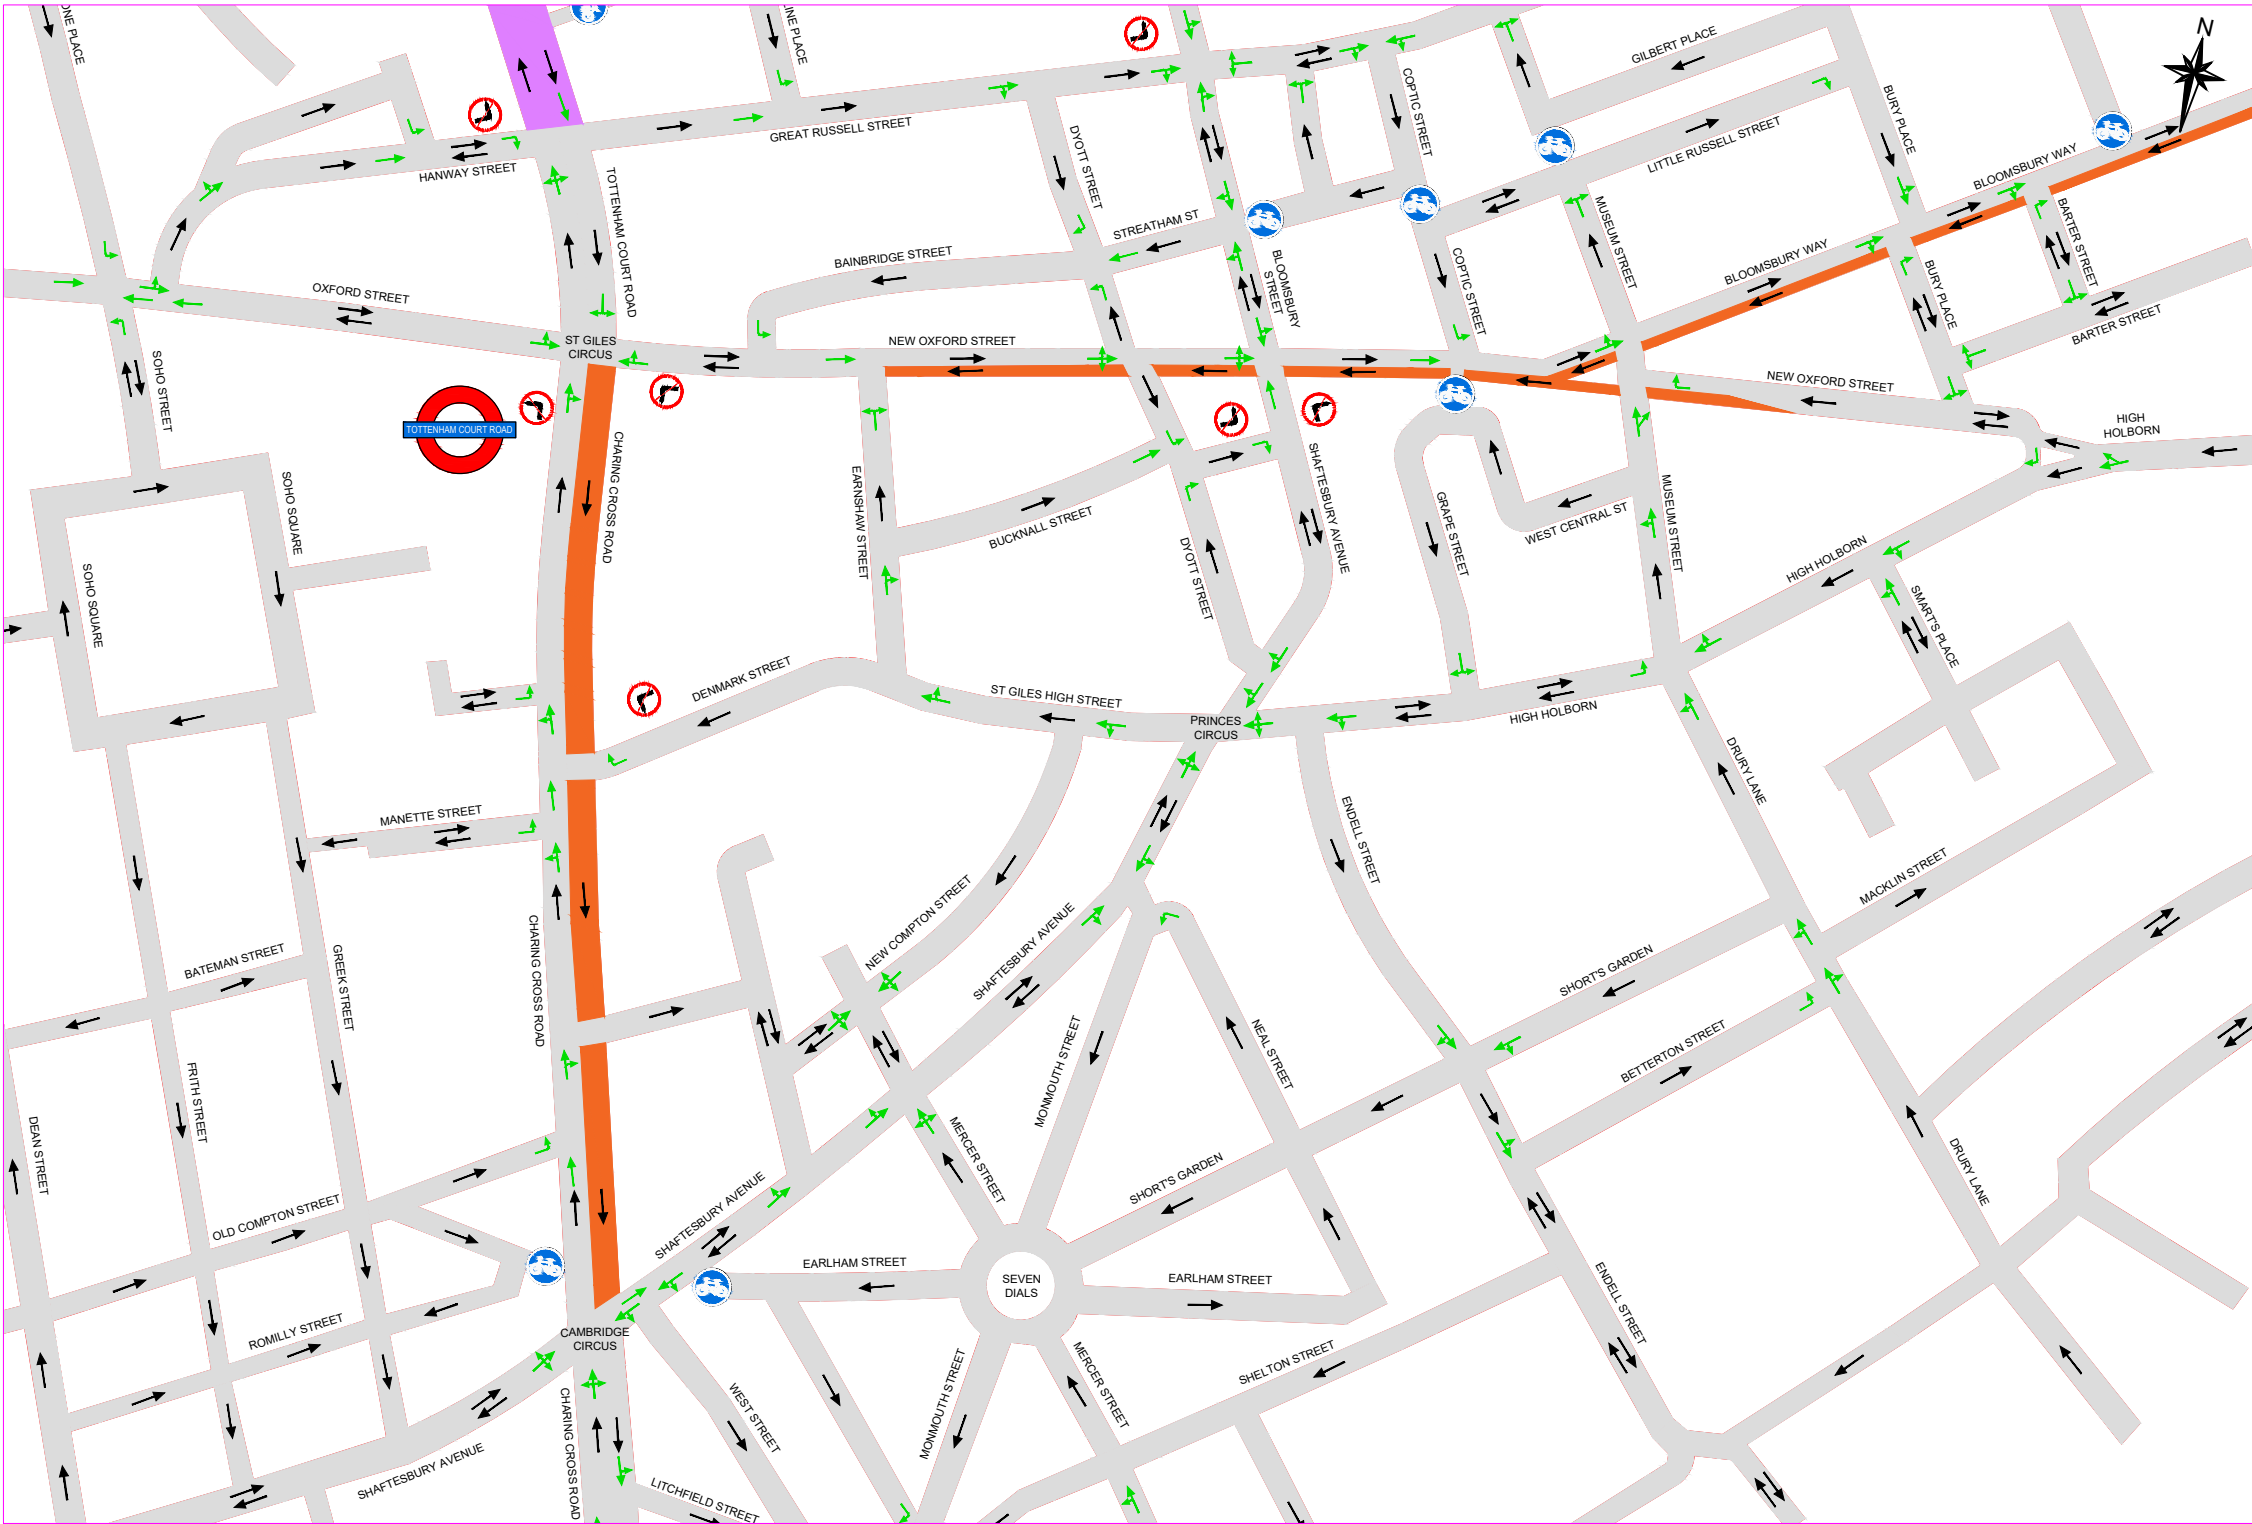 ONE PLACE
INE PLACE
N
GILBERT PLACE
COPTIC STREET
BURY PLACE
GREAT RUSSELL STREET
HANWAY STREET
DYOTT STREET
LITTLE RUSSELL STREET
BLOOMSBURY WAY
TOTTENHAM COURT ROAD
STREATHAM ST
MUSEUM STREET
BARTER STREET
BAINBRIDGE STREET
BLOOMSBURY
STREET
COPTIC STREET
BLOOMSBURY WAY
BURY PLACE
OXFORD STREET
BARTER STREET
ST GILES
CIRCUS
NEW OXFORD STREET
SOHO STREET
NEW OXFORD STREET
HIGH
HOLBORN
TOTTENHAM COURT ROAD
CHARING CROSS ROAD
SHAFTESBURY AVENUE
SOHO SQUARE
EARNSHAW STREET
BUCKNALL STREET
GRAPE STREET
WEST CENTRAL ST
MUSEUM STREET
SOHO SQUARE
DYOTT STREET
HIGH HOLBORN
SMART'S PLACE
DENMARK STREET
ST GILES HIGH STREET
PRINCES
CIRCUS
HIGH HOLBORN
DRURY LANE
MANETTE STREET
ENDELL STREET
MACKLIN STREET
NEW COMPTON STREET
SHAFTESBURY AVENUE
BATEMAN STREET
GREEK STREET
CHARING CROSS ROAD
SHORT'S GARDEN
MONMOUTH STREET
NEAL STREET
BETTERTON STREET
FRITH STREET
DEAN STREET
MERCER STREET
SHORT'S GARDEN
DRURY LANE
OLD COMPTON STREET
SHAFTESBURY AVENUE
EARLHAM STREET
SEVEN
DIALS
EARLHAM STREET
ENDELL STREET
ROMILLY STREET
CAMBRIDGE
CIRCUS
SHELTON STREET
WEST STREET
MONMOUTH STREET
MERCER STREET
CHARING CROSS ROAD
SHAFTESBURY AVENUE
LITCHFIELD STREET